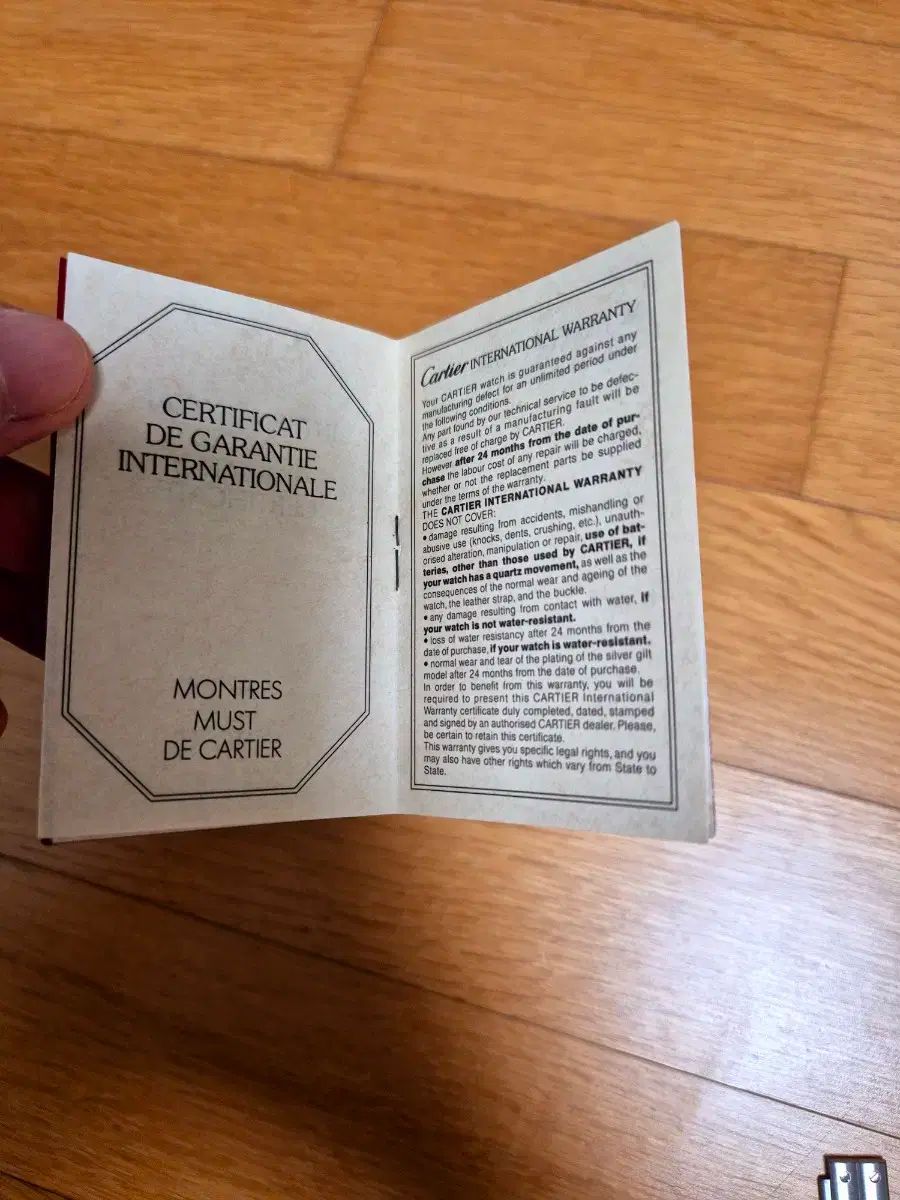 CERTIFICAT
DE GARANTIE
INTERNATIONALE
MONTRES
MUST
DE CARTIER
Cartier INTERNATIONAL WARRANTY
Your CARTIER watch is guaranteed against any
manufacturing defect for an unlimited period under
the following conditions.
Any part found by our technical service to be defec-
tive as a result of a manufacturing fault will be
replaced free of charge by CARTIER.
However after 24 months from the date of pur-
chase the labour cost of any repair will be charged,
whether or not the replacement parts be supplied
under the terms of the warranty.
THE CARTIER INTERNATIONAL WARRANTY
DOES NOT COVER:
• damage resulting from accidents, mishandling or
abusive use (knocks, dents, crushing, etc.), unauth-
orised alteration, manipulation or repair, use of bat-
teries, other than those used by CARTIER, if
your watch has a quartz movement, as well as the
consequences of the normal wear and ageing of the
watch, the leather strap, and the buckle.
• any damage resulting from contact with water, if
your watch is not water-resistant.
• loss of water resistancy after 24 months from the
date of purchase, if your watch is water-resistant.
• normal wear and tear of the plating of the silver gilt
model after 24 months from the date of purchase.
In order to benefit from this warranty, you will be
required to present this CARTIER International
Warranty certificate duly completed, dated, stamped
and signed by an authorised CARTIER dealer. Please,
be certain to retain this certificate.
This warranty gives you specific legal rights, and you
may also have other rights which vary from State to
State.